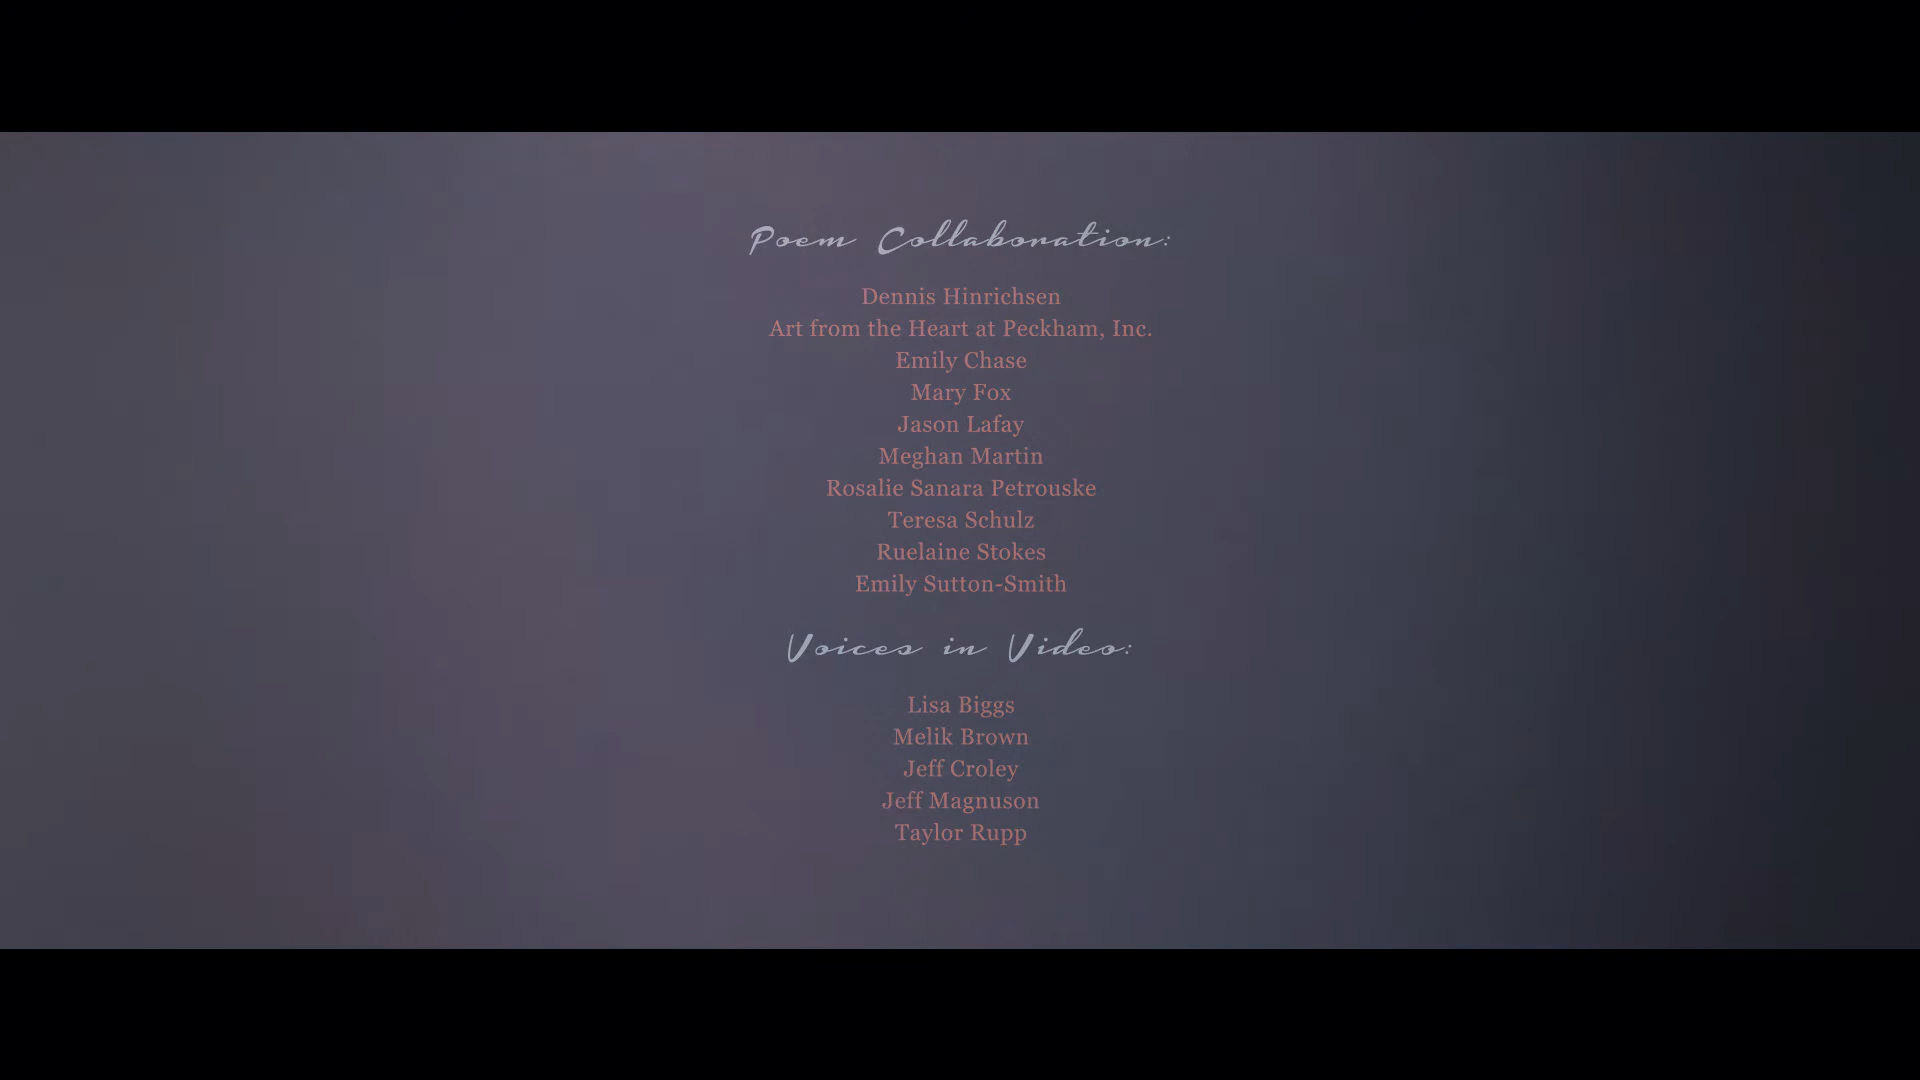 Poem Collaboration:
Dennis Hinrichsen
Art from the Heart at Peckham, Inc.
Emily Chase
Mary Fox
Jason Lafay
Meghan Martin
Rosalie Sanara Petrouske
Teresa Schulz
Ruelaine Stokes
Emily Sutton-Smith
Voices in Video:
Lisa Biggs
Melik Brown
Jeff Croley
Jeff Magnuson
Taylor Rupp